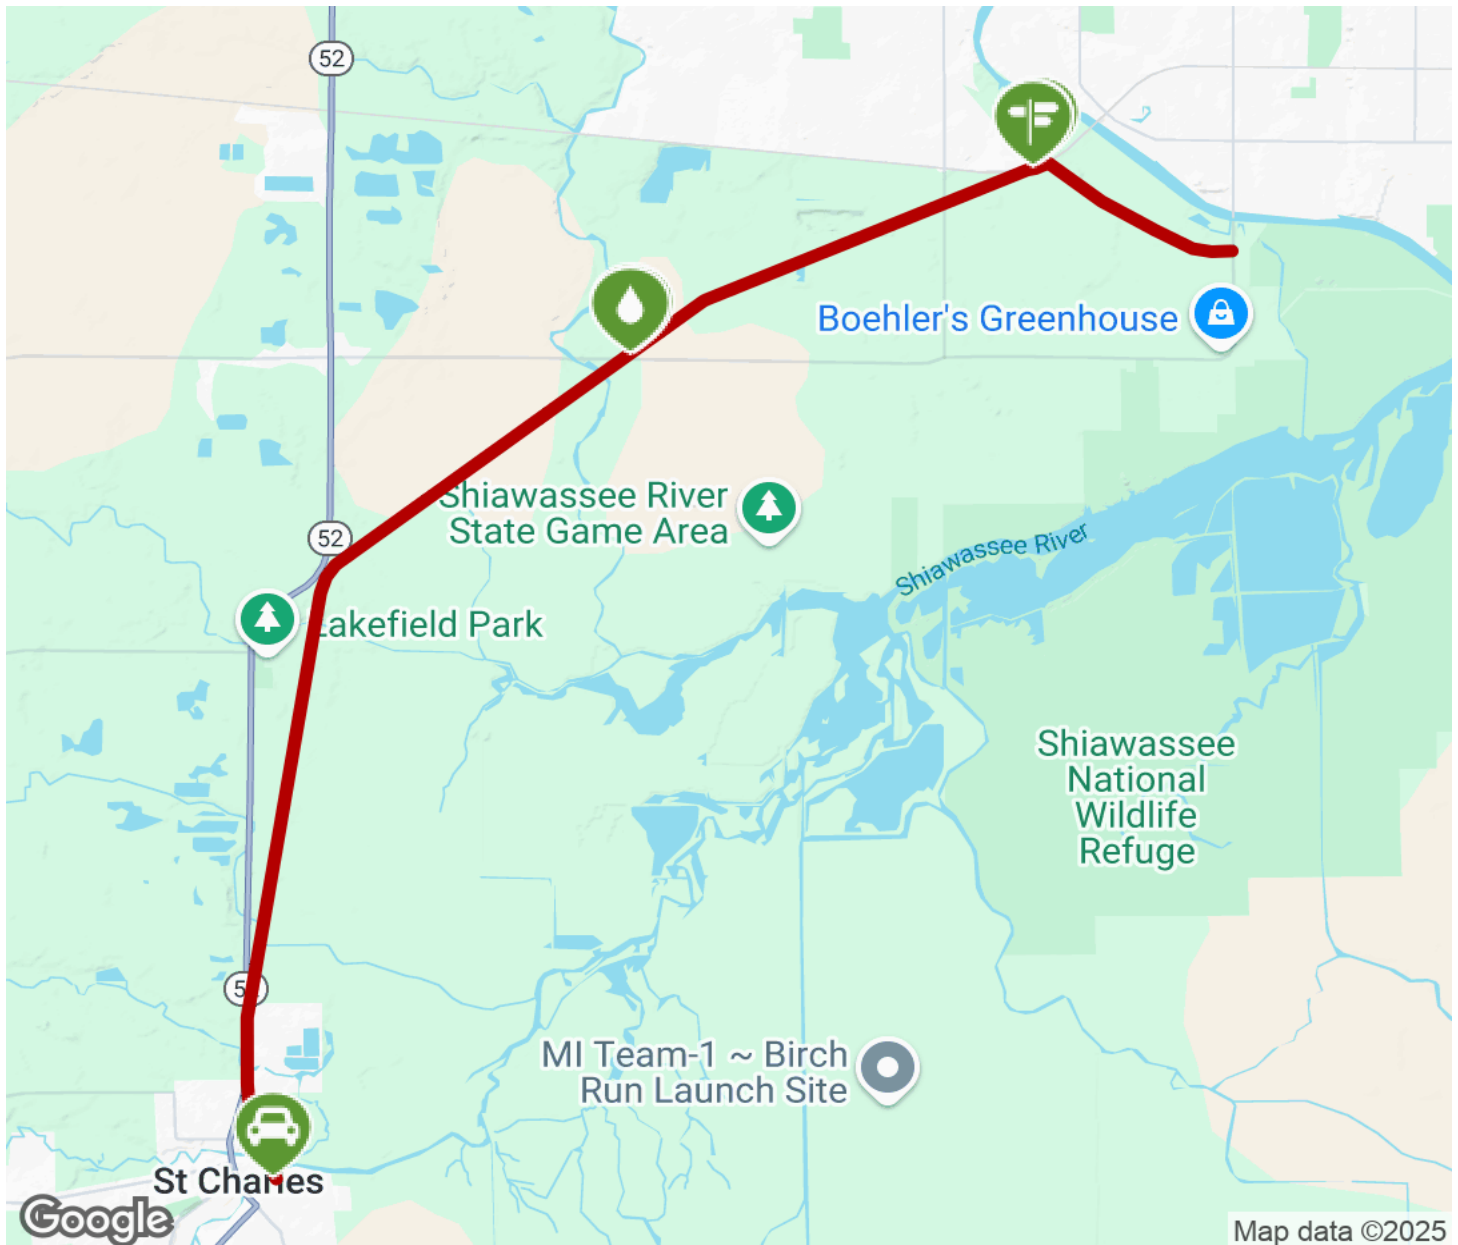 52
Boehler's Greenhouse
Shiawassee River
State Game Area
52
Shiawassee River
Lakefield Park
Shiawassee
National
Wildlife
Refuge
MI Team-1 ~ Birch
Run Launch Site
St Charles
Google
Map data ©2025